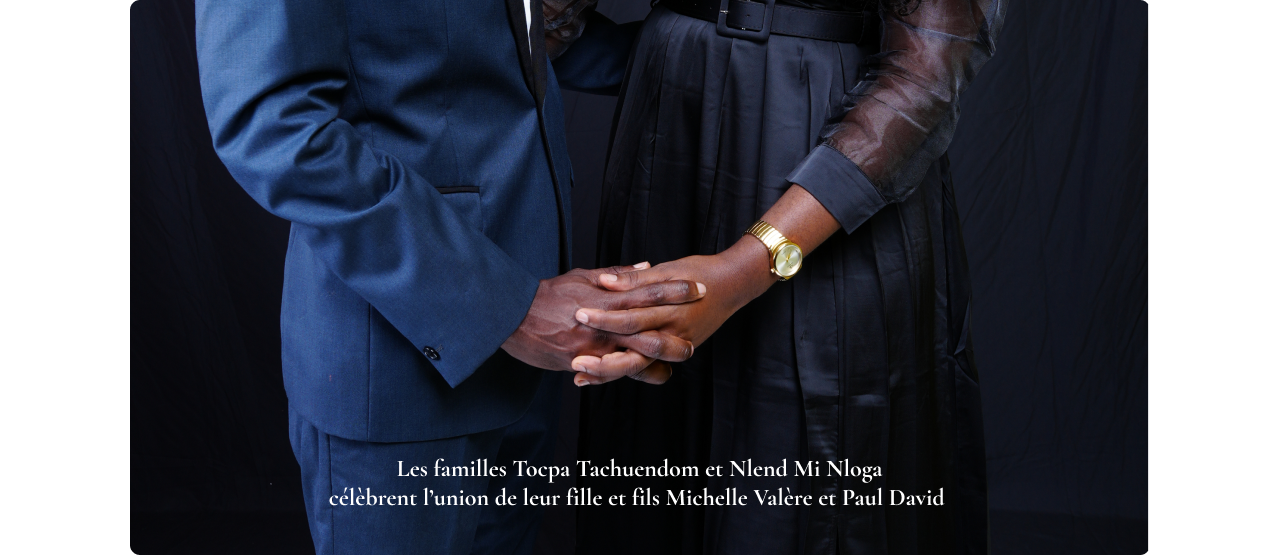 Les familles Tocpa Tachuendom et Nlend Mi Nloga
célèbrent l’union de leur fille et fils Michelle Valère et Paul David